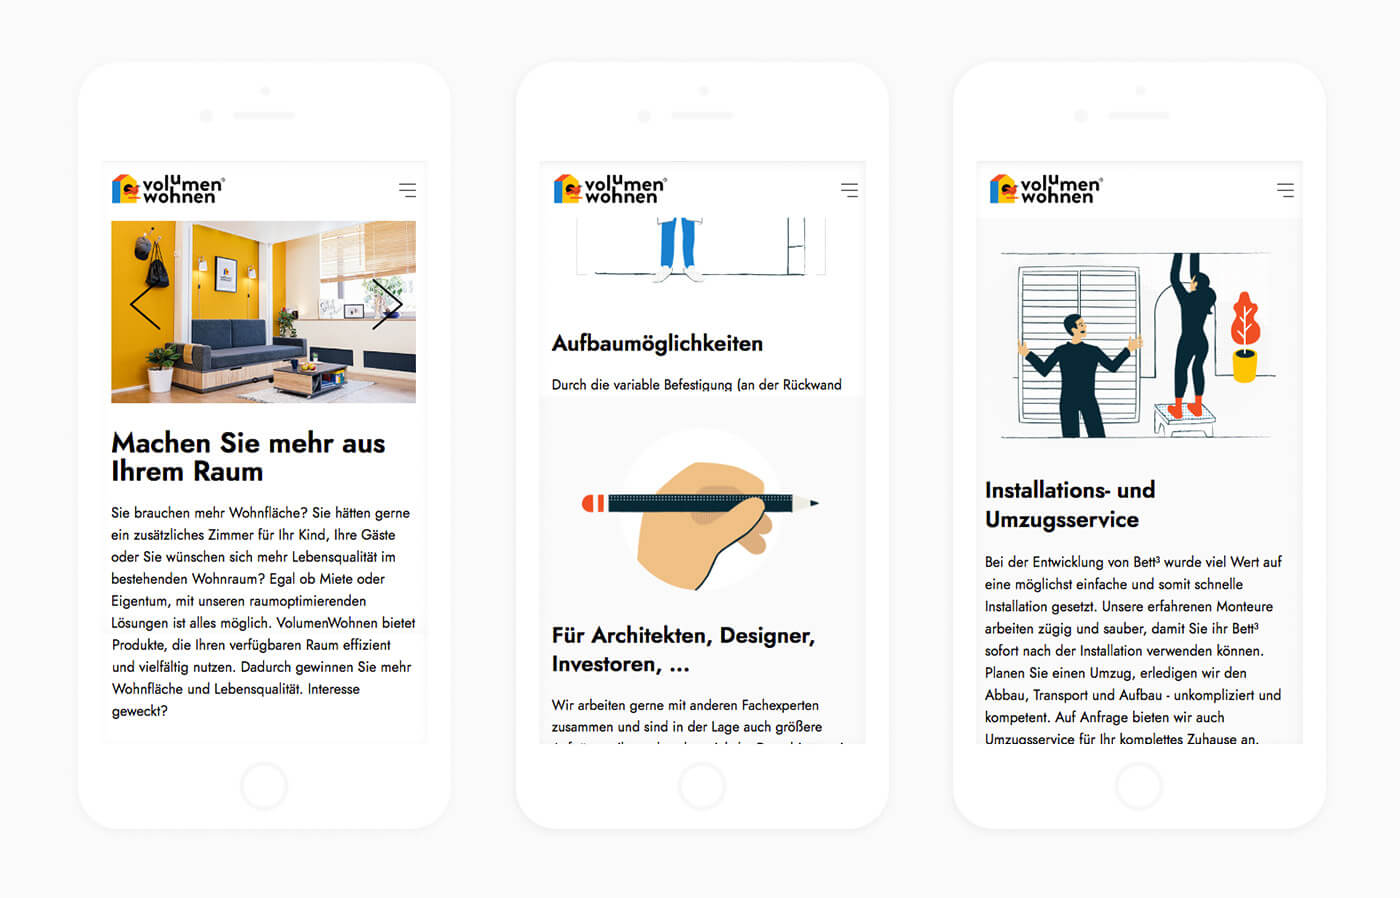 volumen
wohnen
Machen Sie mehr aus
Ihrem Raum
Sie brauchen mehr Wohnfläche? Sie hätten gerne
ein zusätzliches Zimmer für Ihr Kind, Ihre Gäste
oder Sie wünschen sich mehr Lebensqualität im
bestehenden Wohnraum? Egal ob Miete oder
Eigentum, mit unseren raumoptimierenden
Lösungen ist alles möglich. VolumenWohnen bietet
Produkte, die Ihren verfügbaren Raum effizient
und vielfältig nutzen. Dadurch gewinnen Sie mehr
Wohnfläche und Lebensqualität. Interesse
geweckt?
volumen
wohnen
Aufbaumöglichkeiten
Durch die variable Befestigung (an der Rückwand
Für Architekten, Designer,
Investoren, ...
Wir arbeiten gerne mit anderen Fachexperten
zusammen und sind in der Lage auch größere
volumen
wohnen
Installations- und
Umzugsservice
Bei der Entwicklung von Bett³ wurde viel Wert auf
eine möglichst einfache und somit schnelle
Installation gesetzt. Unsere erfahrenen Monteure
arbeiten zügig und sauber, damit Sie ihr Bett³
sofort nach der Installation verwenden können.
Planen Sie einen Umzug, erledigen wir den
Abbau, Transport und Aufbau - unkompliziert und
kompetent. Auf Anfrage bieten wir auch
Umzugsservice für Ihr komplettes Zuhause an.